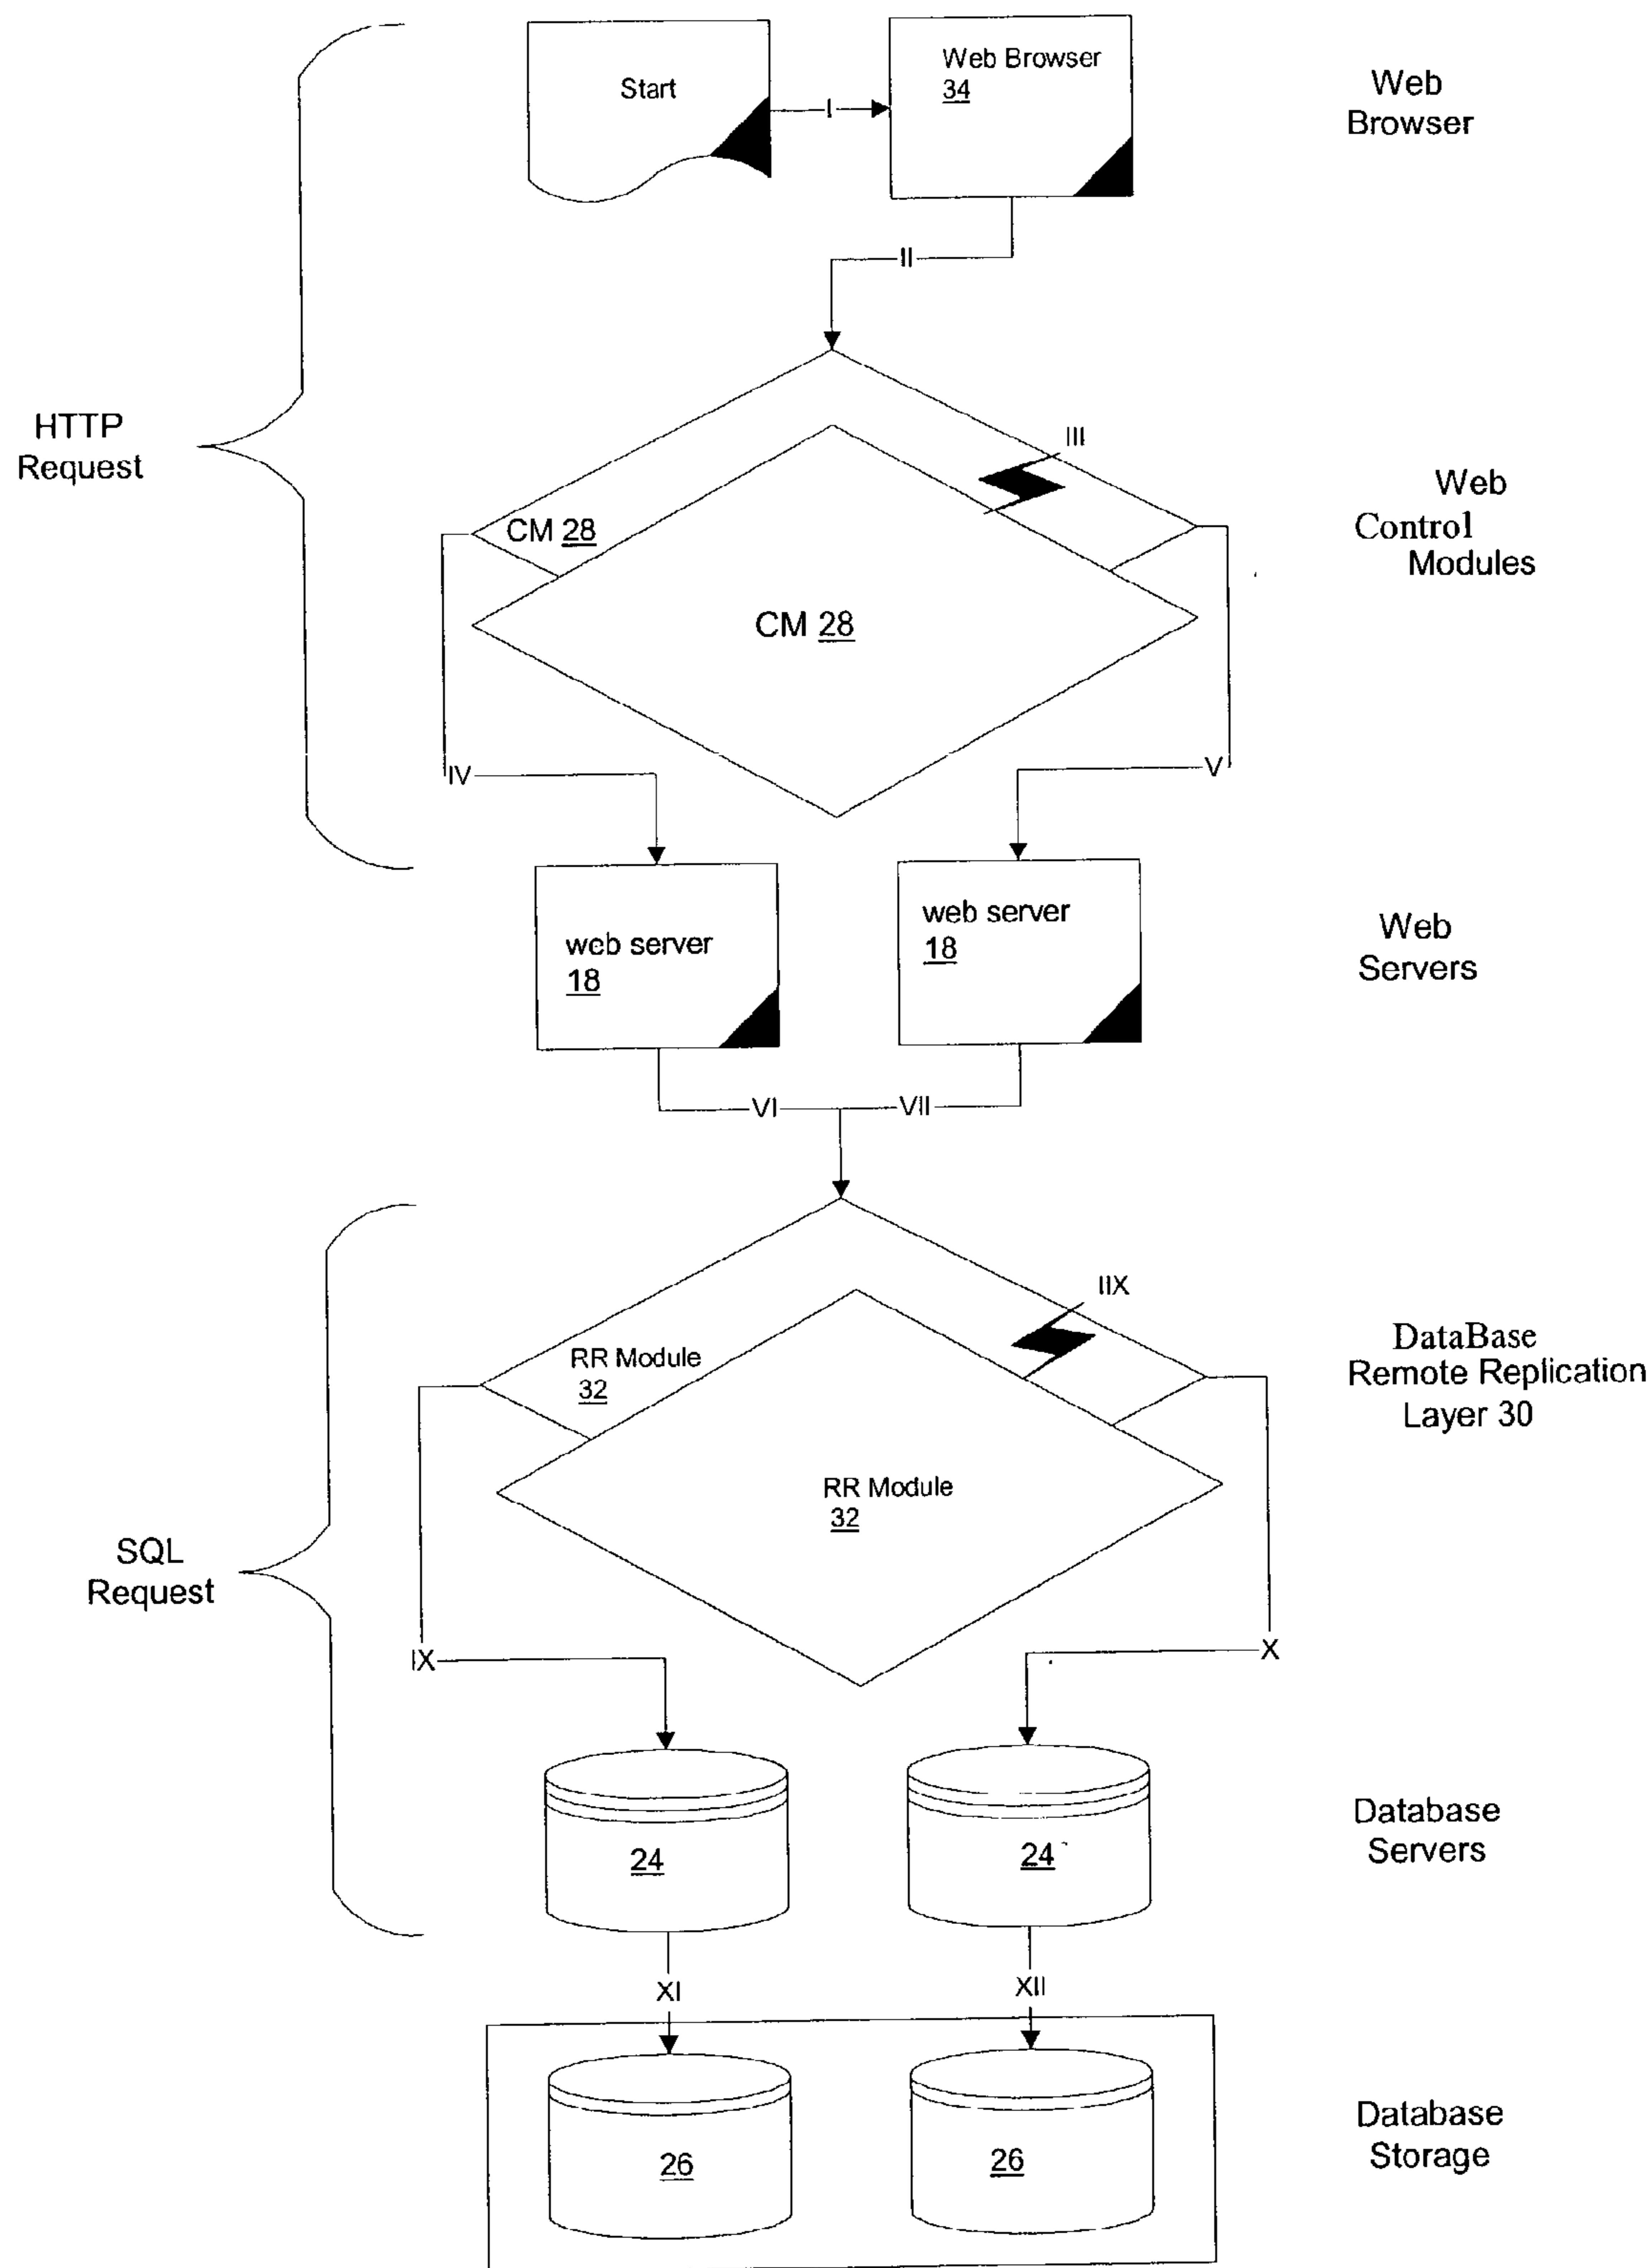 Start
Web Browser
34
Web
Browser
I
II
HTTP
Request
III
Web
Control
Modules
CM 28
CM 28
IV
V
web server
18
web server
18
Web
Servers
VI
VII
IIX
DataBase
Remote Replication
Layer 30
RR Module
32
RR Module
32
SQL
Request
IX
X
24
24
Database
Servers
XI
XII
26
26
Database
Storage